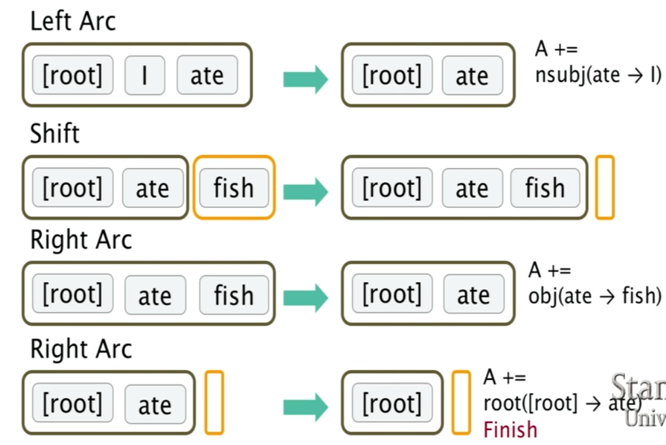 Left Arc
[root] I ate [root] ate
A +=
nsubj(ate → I)
Shift
[root] ate fish [root] ate fish
Right Arc
[root] ate fish [root] ate
A +=
obj(ate → fish)
Right Arc
[root] ate [root]
A +=
root([root] → ate)
Finish